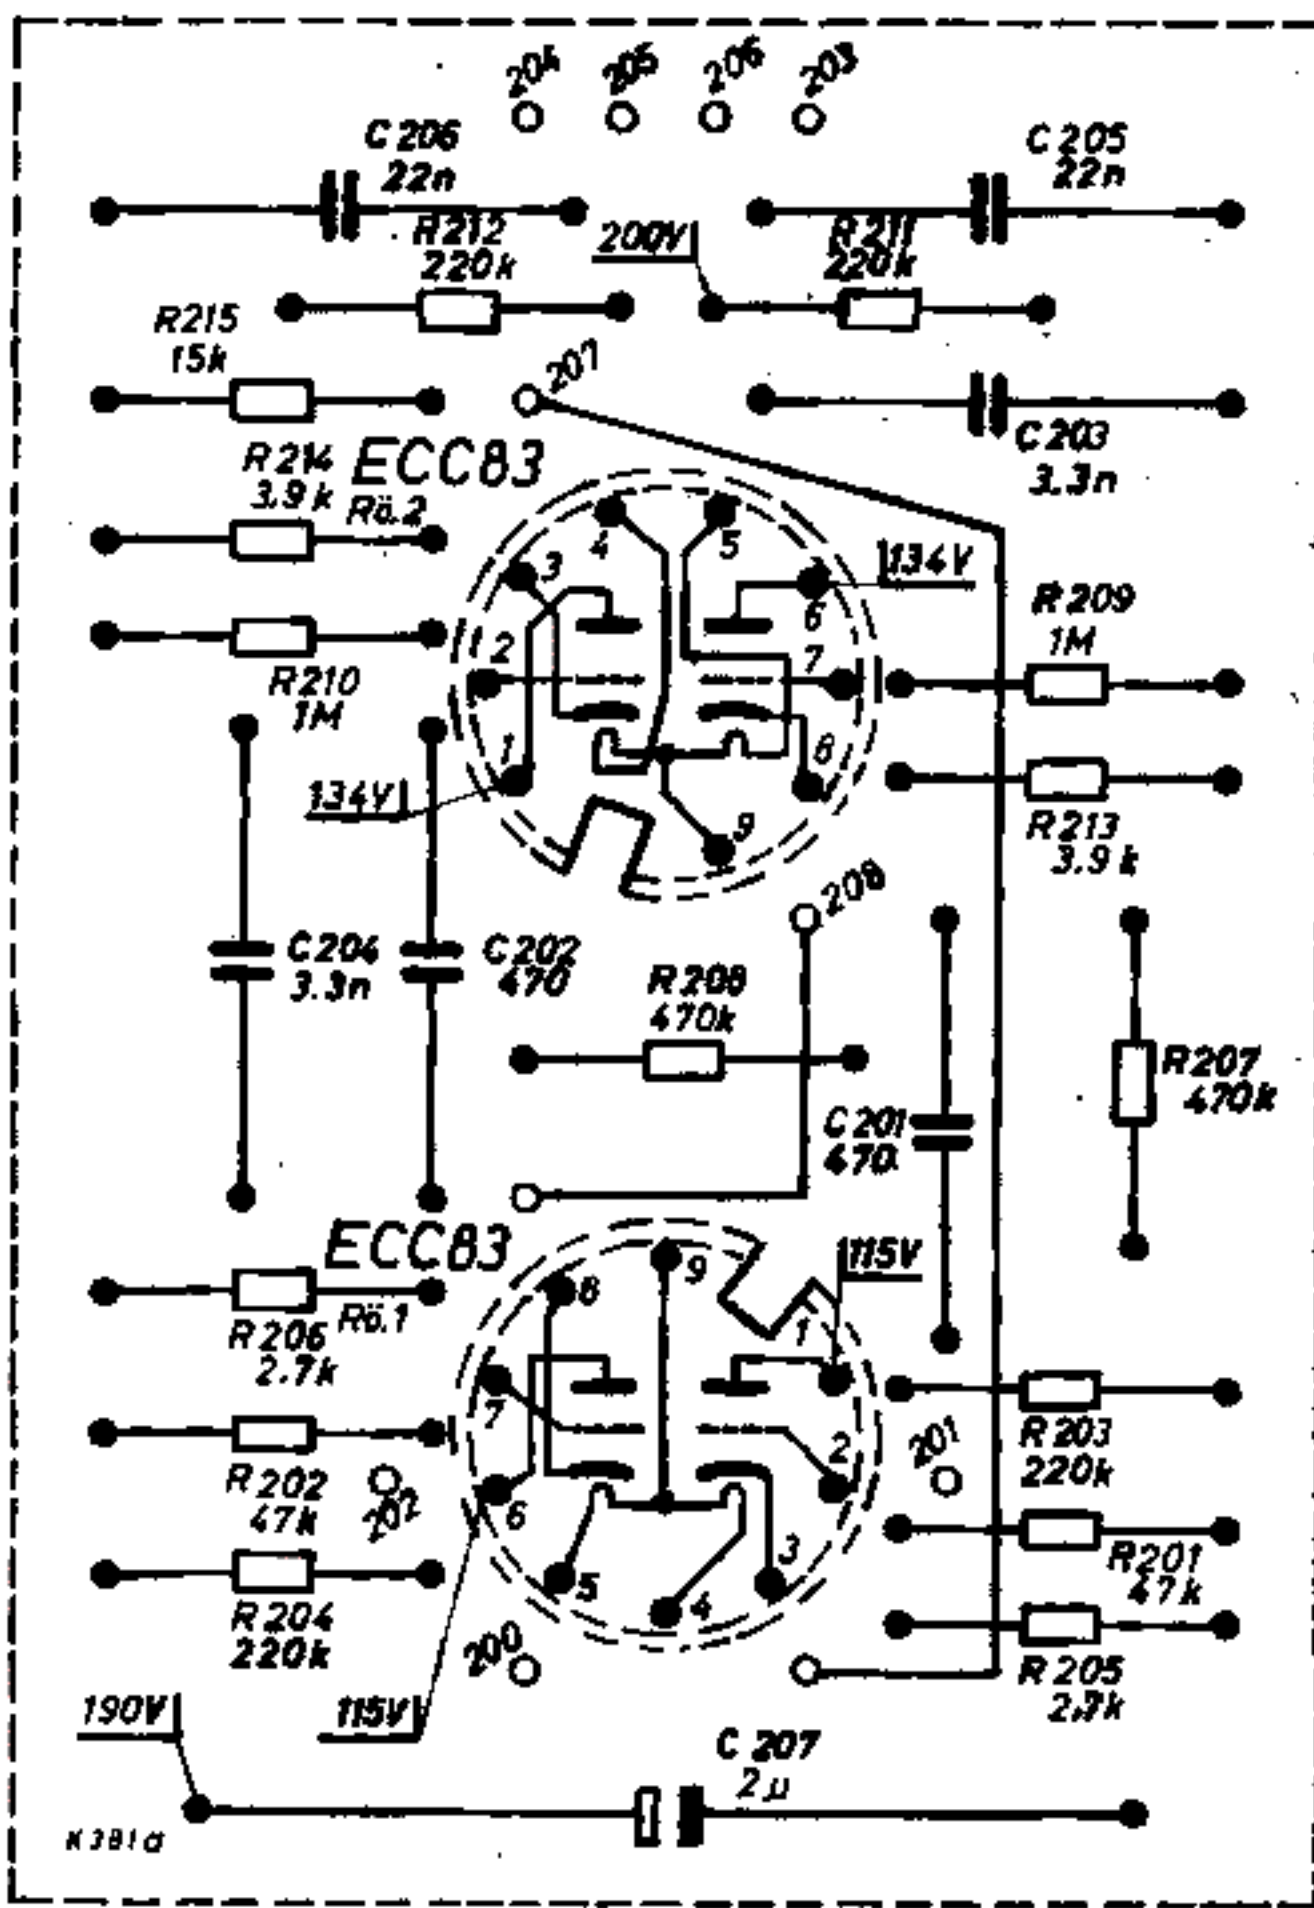 204
205
206
203
C 206
22n
C 205
22n
R212
220k
200V
R211
220k
R215
15k
207
C 203
3.3n
R 214
3.9 k
ECC83
Rö.2
4
5
3
6
134V
R 209
1M
2
7
R210
1M
1
8
134V
9
R 213
3.9 k
208
C 204
3.3n
C 202
470
R 208
470k
R 207
470k
C 201
470
ECC83
Rö.1
8
9
1
115V
R 206
2.7k
7
2
201
R 203
220k
R 202
47k
202
6
5
4
3
R 201
47k
R 204
220k
200
R 205
2.7k
190V
115V
C 207
2µ
K381a